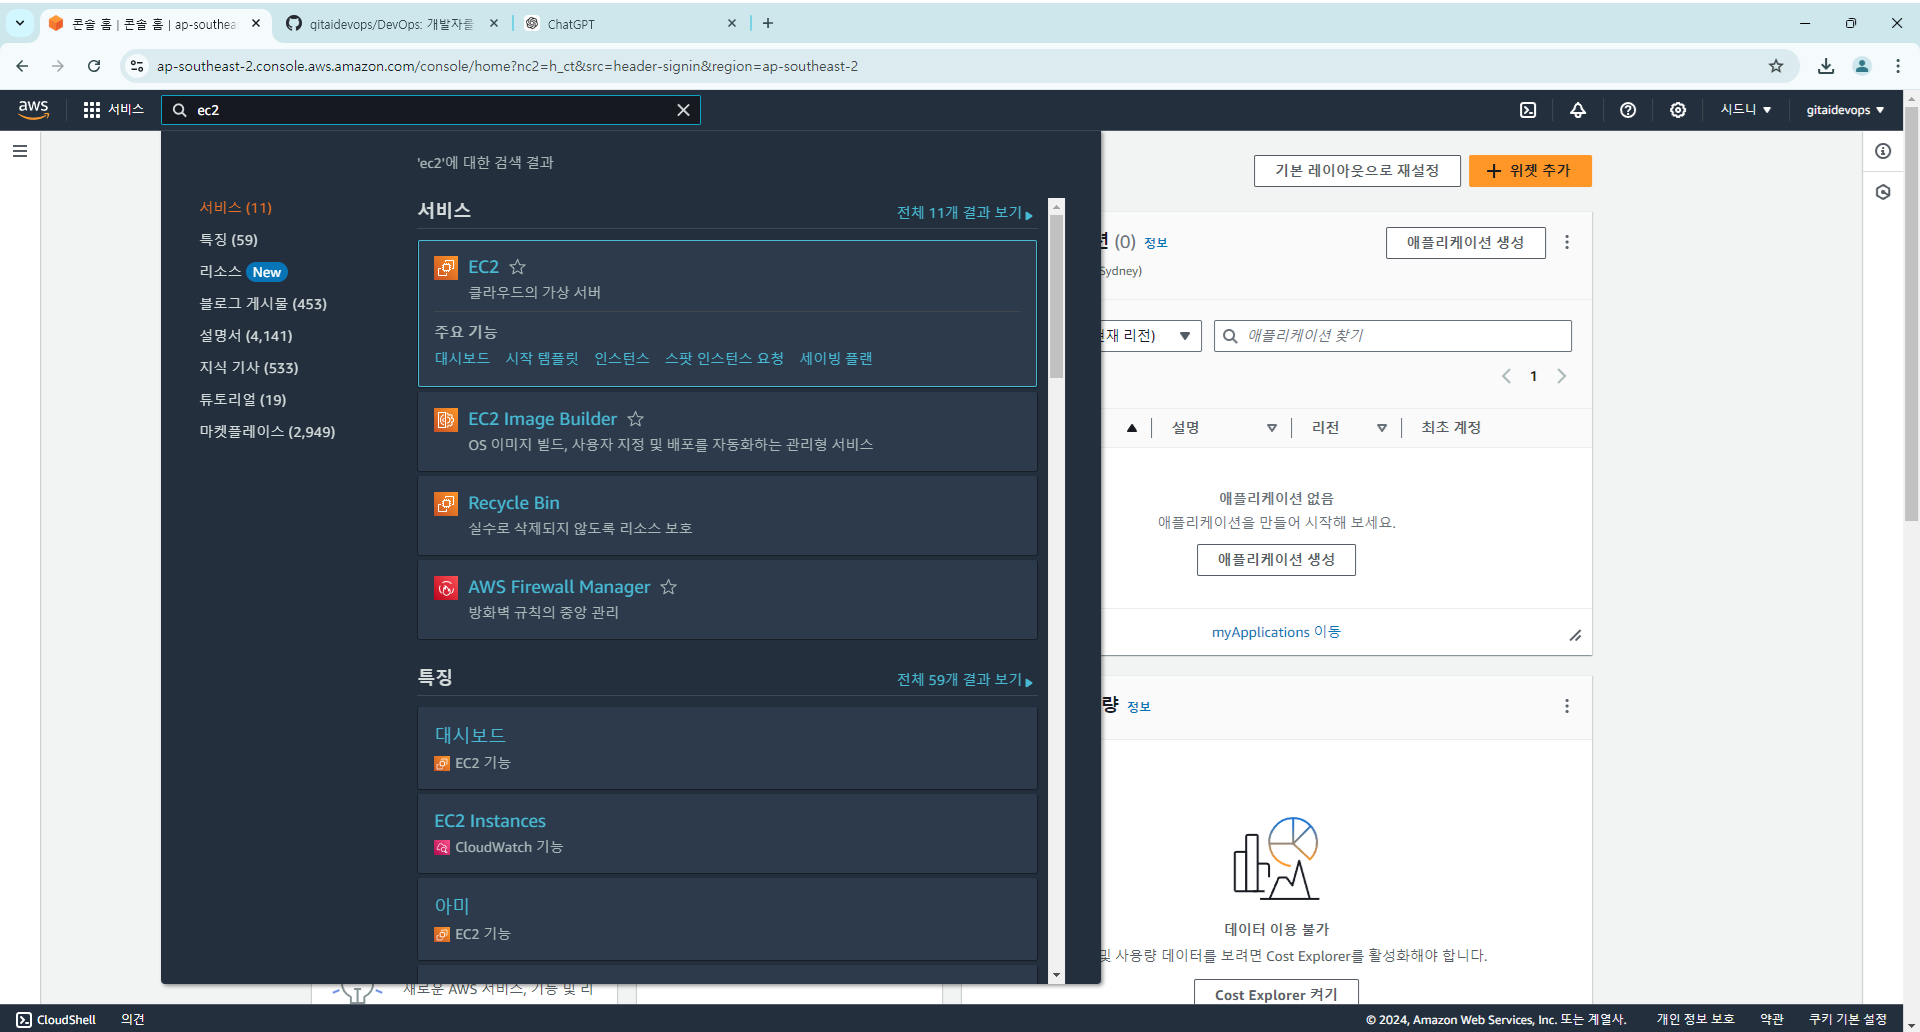 콘솔 홈 | 콘솔 홈 | ap-southea
gitaidevops/DevOps: 개발자를
ChatGPT
ap-southeast-2.console.aws.amazon.com/console/home?nc2=h_ct&src=header-signin&region=ap-southeast-2
aws
서비스
ec2
시드니
gitaidevops
'ec2'에 대한 검색 결과
서비스 (11)
특징 (59)
리소스 New
블로그 게시물 (453)
설명서 (4,141)
지식 기사 (533)
튜토리얼 (19)
마켓플레이스 (2,949)
서비스
전체 11개 결과 보기
EC2
클라우드의 가상 서버
주요 기능
대시보드 시작 템플릿 인스턴스 스팟 인스턴스 요청 세이빙 플랜
EC2 Image Builder
OS 이미지 빌드, 사용자 지정 및 배포를 자동화하는 관리형 서비스
Recycle Bin
실수로 삭제되지 않도록 리소스 보호
AWS Firewall Manager
방화벽 규칙의 중앙 관리
특징
전체 59개 결과 보기
대시보드
EC2 기능
EC2 Instances
CloudWatch 기능
아미
EC2 기능
새로운 AWS 서비스, 기능 및 리
기본 레이아웃으로 재설정
위젯 추가
(0) 정보
애플리케이션 생성
Sydney)
재 리전)
애플리케이션 찾기
1
설명
리전
최초 계정
애플리케이션 없음
애플리케이션을 만들어 시작해 보세요.
애플리케이션 생성
myApplications 이동
량 정보
데이터 이용 불가
및 사용량 데이터를 보려면 Cost Explorer를 활성화해야 합니다.
Cost Explorer 켜기
CloudShell
의견
© 2024, Amazon Web Services, Inc. 또는 계열사.
개인 정보 보호
약관
쿠키 기본 설정